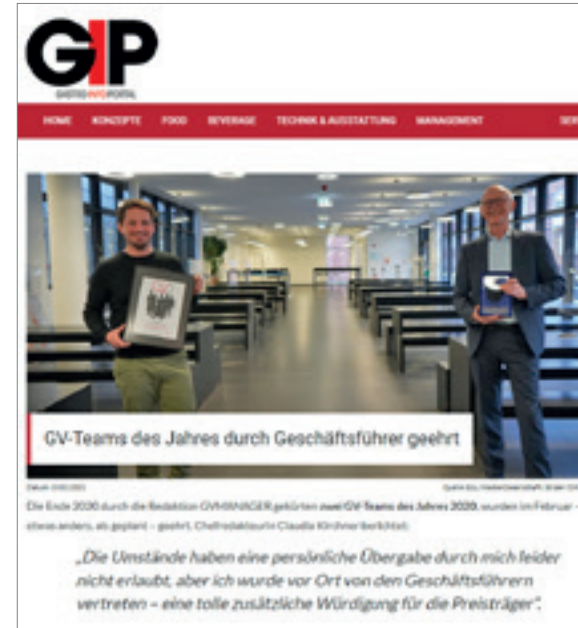 GIP
GASTRO INFO PORTAL
HOME KONZEPTE FOOD BEVERAGE TECHNIK & AUSSTATTUNG MANAGEMENT SER
GV-Teams des Jahres durch Geschäftsführer geehrt
Die Ende 2020 durch die Redaktion GVMANAGER gekürten zwei GV-Teams des Jahres 2020, wurden im Februar –
etwas anders, als geplant – geehrt. Chefredakteurin Claudia Kirchner berichtet:
„Die Umstände haben eine persönliche Übergabe durch mich leider
nicht erlaubt, aber ich wurde vor Ort von den Geschäftsführern
vertreten – eine tolle zusätzliche Würdigung für die Preisträger“.